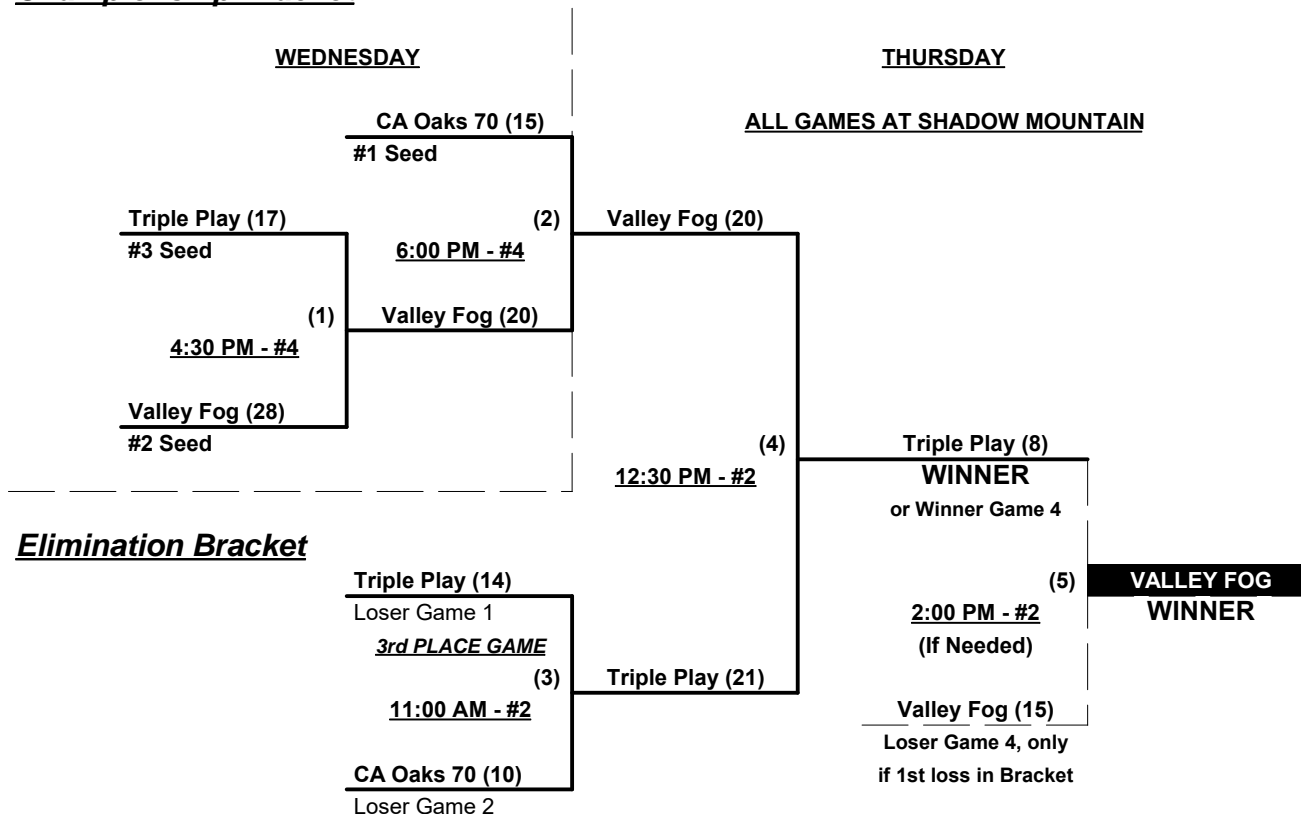 WEDNESDAY
THURSDAY
CA Oaks 70 (15)
ALL GAMES AT SHADOW MOUNTAIN
#1 Seed
Triple Play (17)
(2)
Valley Fog (20)
#3 Seed
6:00 PM - #4
(1)
Valley Fog (20)
4:30 PM - #4
Valley Fog (28)
#2 Seed
(4)
Triple Play (8)
12:30 PM - #2
WINNER
or Winner Game 4
Elimination Bracket
Triple Play (14)
(5)
VALLEY FOG
Loser Game 1
2:00 PM - #2
WINNER
3rd PLACE GAME
(If Needed)
(3)
Triple Play (21)
11:00 AM - #2
Valley Fog (15)
Loser Game 4, only
CA Oaks 70 (10)
if 1st loss in Bracket
Loser Game 2